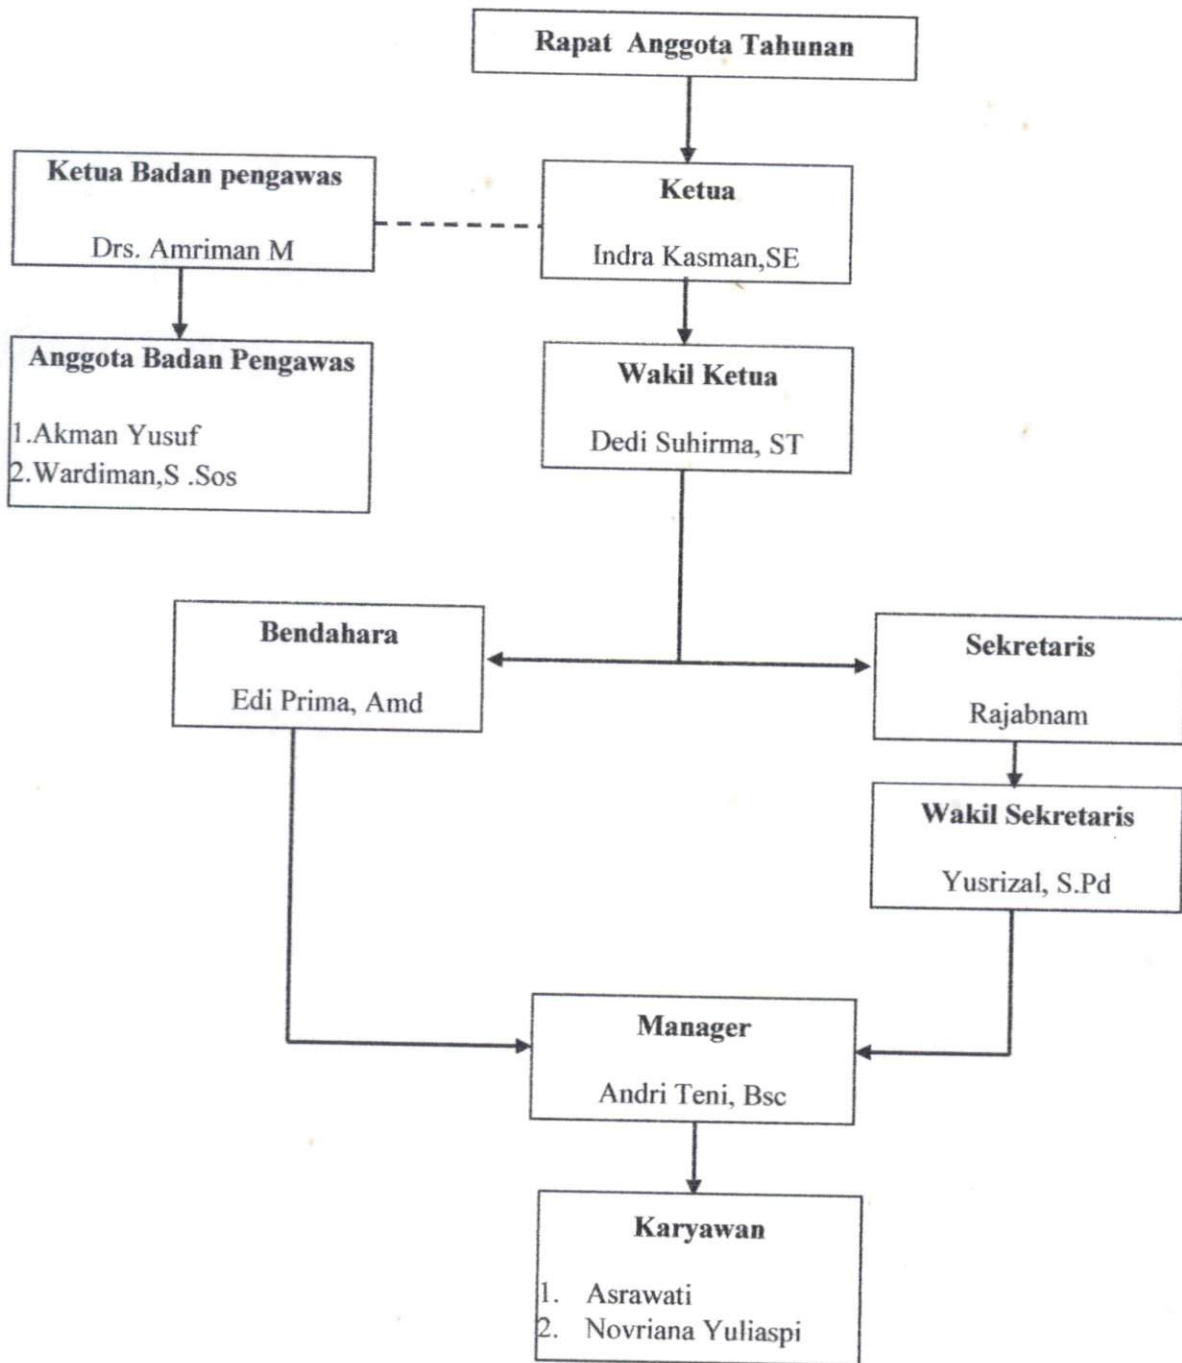 Rapat Anggota Tahunan
Ketua Badan pengawas
Drs. Amriman M
Ketua
Indra Kasman,SE
Anggota Badan Pengawas
1.Akman Yusuf
2.Wardiman,S .Sos
Wakil Ketua
Dedi Suhirma, ST
Bendahara
Edi Prima, Amd
Sekretaris
Rajabnam
Wakil Sekretaris
Yusrizal, S.Pd
Manager
Andri Teni, Bsc
Karyawan
1. Asrawati
2. Novriana Yuliaspi